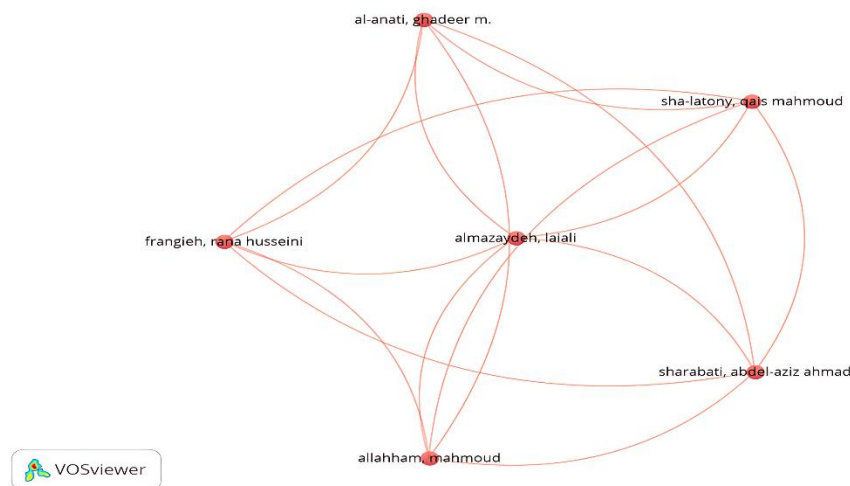 al-anati, ghadeer m.
sha-latony, qais mahmoud
frangieh, rana husseini
almazaydeh, laiali
sharabati, abdel-aziz ahmad
allahham, mahmoud
VOSviewer